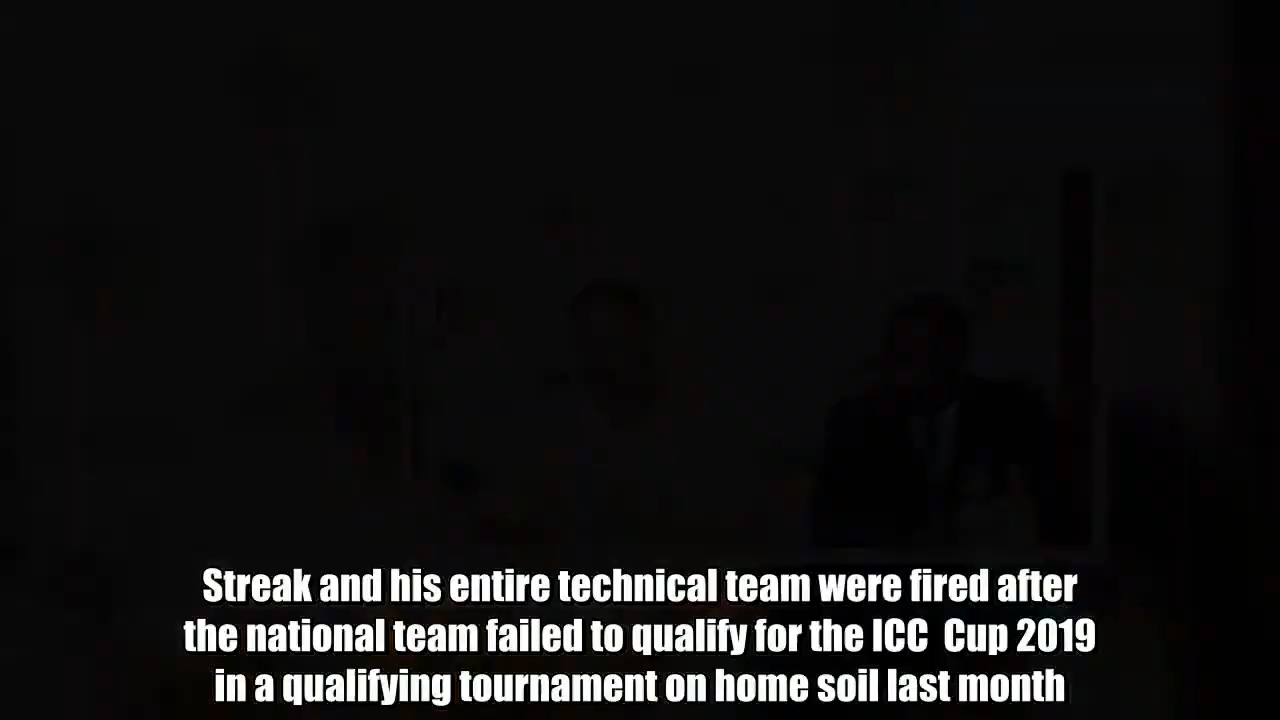 Streak and his entire technical team were fired after
the national team failed to qualify for the ICC  Cup 2019
in a qualifying tournament on home soil last month